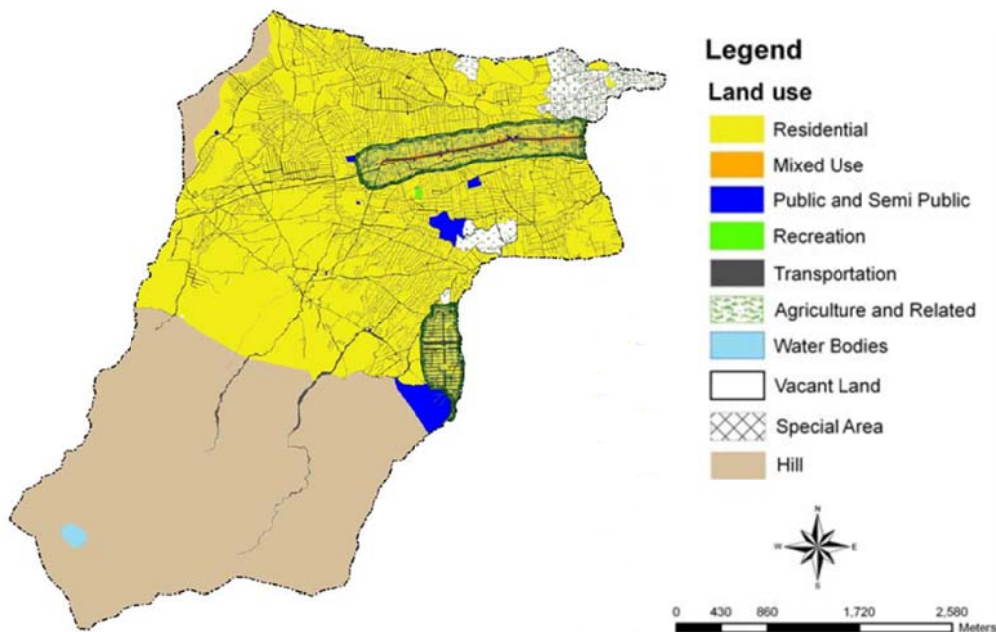 Legend
Land use
Residential
Mixed Use
Public and Semi Public
Recreation
Transportation
Agriculture and Related
Water Bodies
Vacant Land
Special Area
Hill
N
W E
S
0 430 860 1,720 2,580
Meters